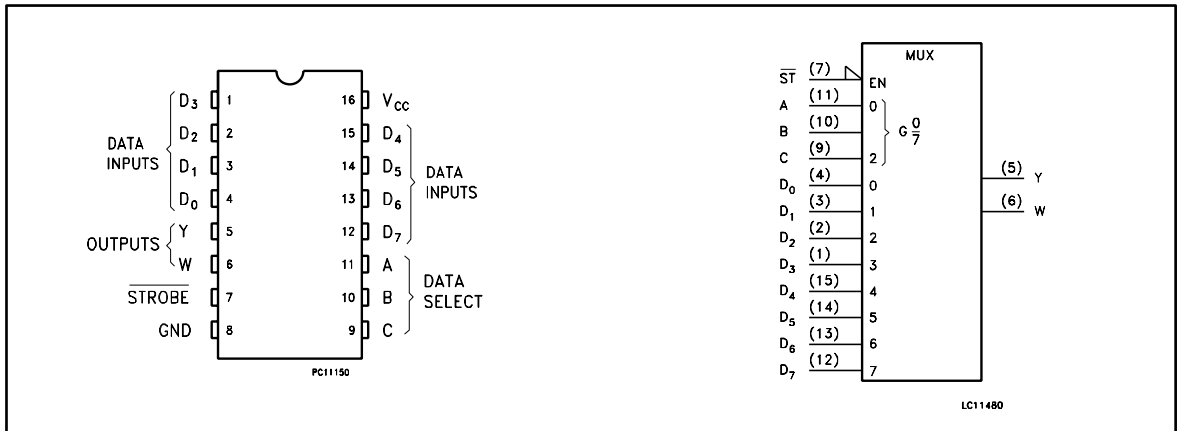 D3 1 16 VCC
D2 2 15 D4
DATA INPUTS
D1 3 14 D5
DATA INPUTS
D0 4 13 D6
Y 5 12 D7
OUTPUTS
W 6 11 A
STROBE 7 10 B
DATA SELECT
GND 8 9 C
PC11150
MUX
ST (7) EN
A (11) 0
B (10) G 0/7
C (9) 2
D0 (4) 0
D1 (3) 1
D2 (2) 2
D3 (1) 3
D4 (15) 4
D5 (14) 5
D6 (13) 6
D7 (12) 7
(5) Y
(6) W
LC11480